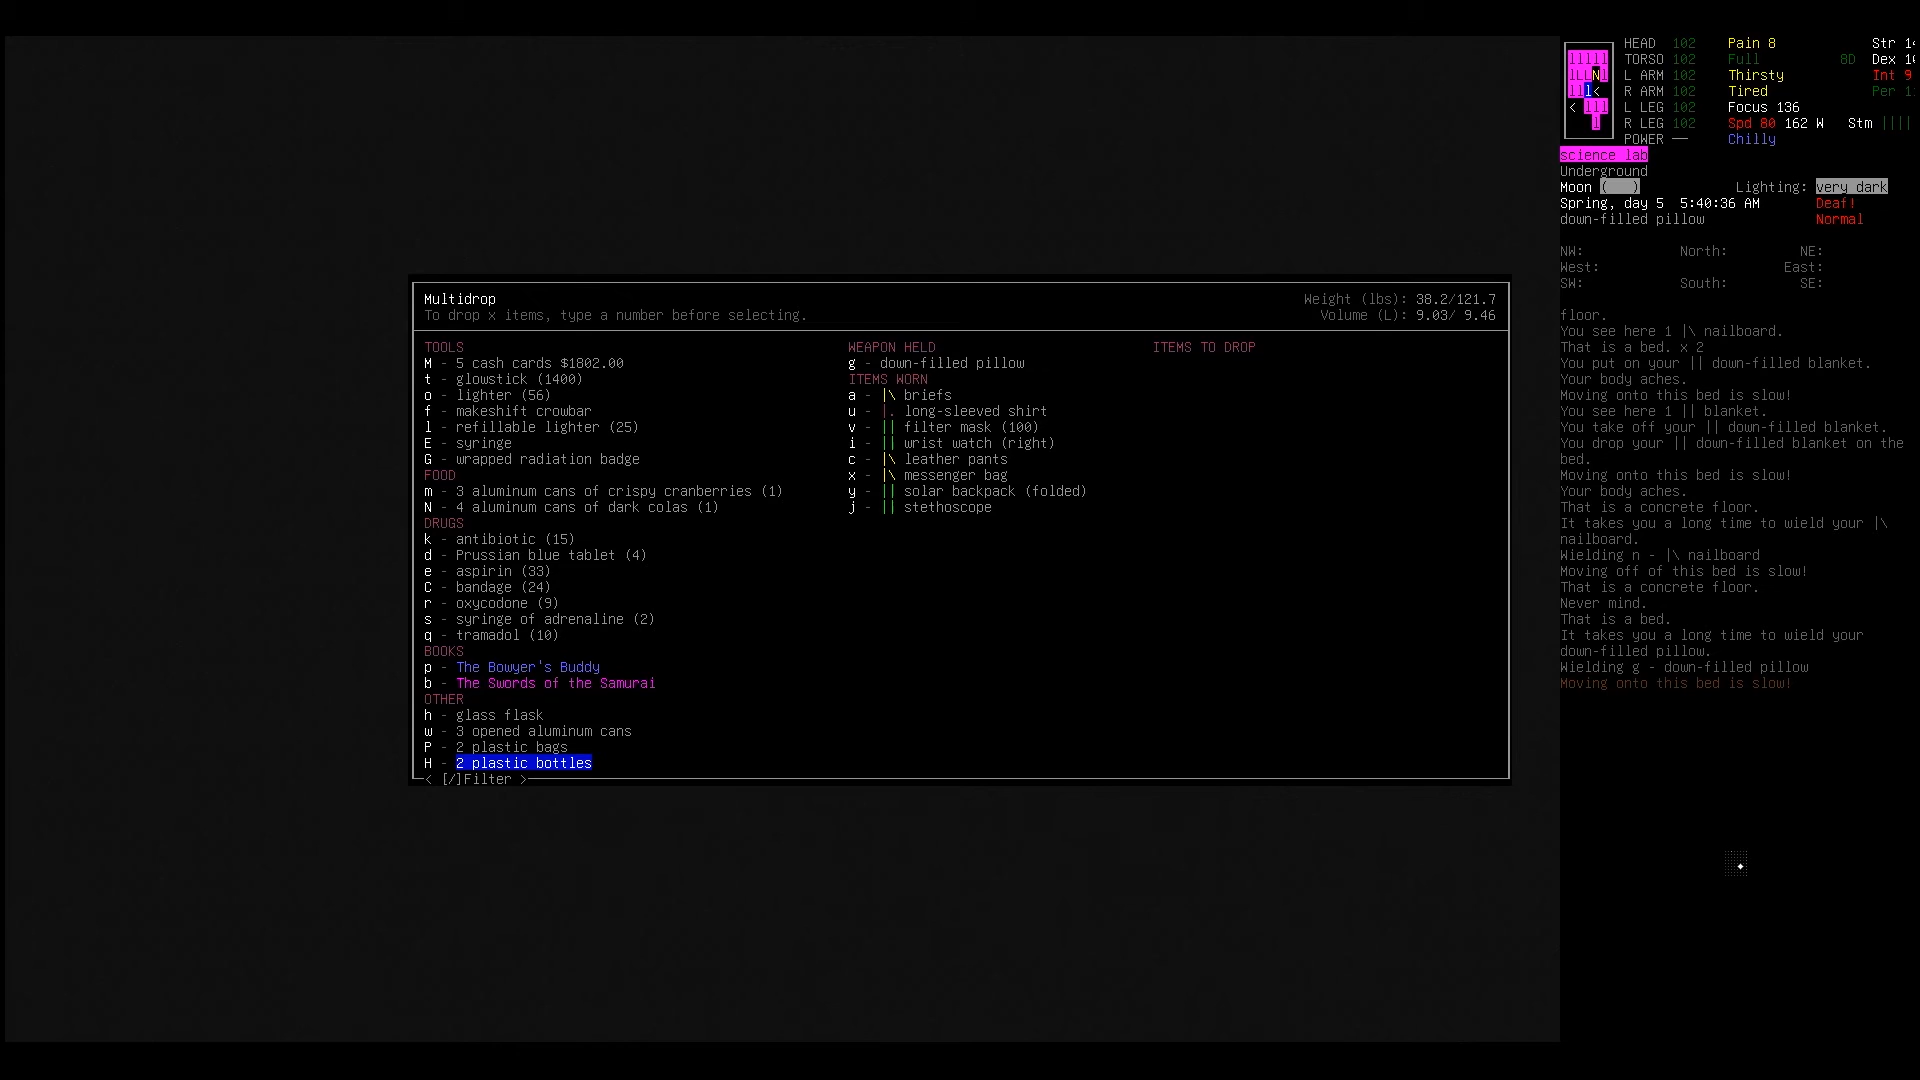 Multidrop
To drop x items, type a number before selecting.
Weight (lbs): 38.2/121.7
Volume (L): 9.03/ 9.46
TOOLS
M - 5 cash cards $1802.00
t - glowstick (1400)
o - lighter (56)
f - makeshift crowbar
l - refillable lighter (25)
E - syringe
G - wrapped radiation badge
FOOD
m - 3 aluminum cans of crispy cranberries (1)
N - 4 aluminum cans of dark colas (1)
DRUGS
k - antibiotic (15)
d - Prussian blue tablet (4)
e - aspirin (33)
C - bandage (24)
r - oxycodone (9)
s - syringe of adrenaline (2)
q - tramadol (10)
BOOKS
p - The Bowyer's Buddy
b - The Swords of the Samurai
OTHER
h - glass flask
w - 3 opened aluminum cans
P - 2 plastic bags
H - 2 plastic bottles
< [/]Filter >
WEAPON HELD
g - down-filled pillow
ITEMS WORN
a - |\ briefs
u - |. long-sleeved shirt
v - || filter mask (100)
i - || wrist watch (right)
c - |\ leather pants
x - |\ messenger bag
y - || solar backpack (folded)
j - || stethoscope
ITEMS TO DROP
HEAD 102 Pain 8 Str
TORSO 102 Full 8D Dex
L ARM 102 Thirsty Int 9
R ARM 102 Tired Per
L LEG 102 Focus 136
R LEG 102 Spd 80 162 W Stm ||||
POWER — Chilly
science lab
Underground
Moon (   ) Lighting: very dark
Spring, day 5 5:40:36 AM Deaf!
down-filled pillow Normal
NW: North: NE:
West: East:
SW: South: SE:
floor.
You see here 1 |\ nailboard.
That is a bed. x 2
You put on your || down-filled blanket.
Your body aches.
Moving onto this bed is slow!
You see here 1 || blanket.
You take off your || down-filled blanket.
You drop your || down-filled blanket on the
bed.
Moving onto this bed is slow!
Your body aches.
That is a concrete floor.
It takes you a long time to wield your |\
nailboard.
Wielding n - |\ nailboard
Moving off of this bed is slow!
That is a concrete floor.
Never mind.
That is a bed.
It takes you a long time to wield your
down-filled pillow.
Wielding g - down-filled pillow
Moving onto this bed is slow!